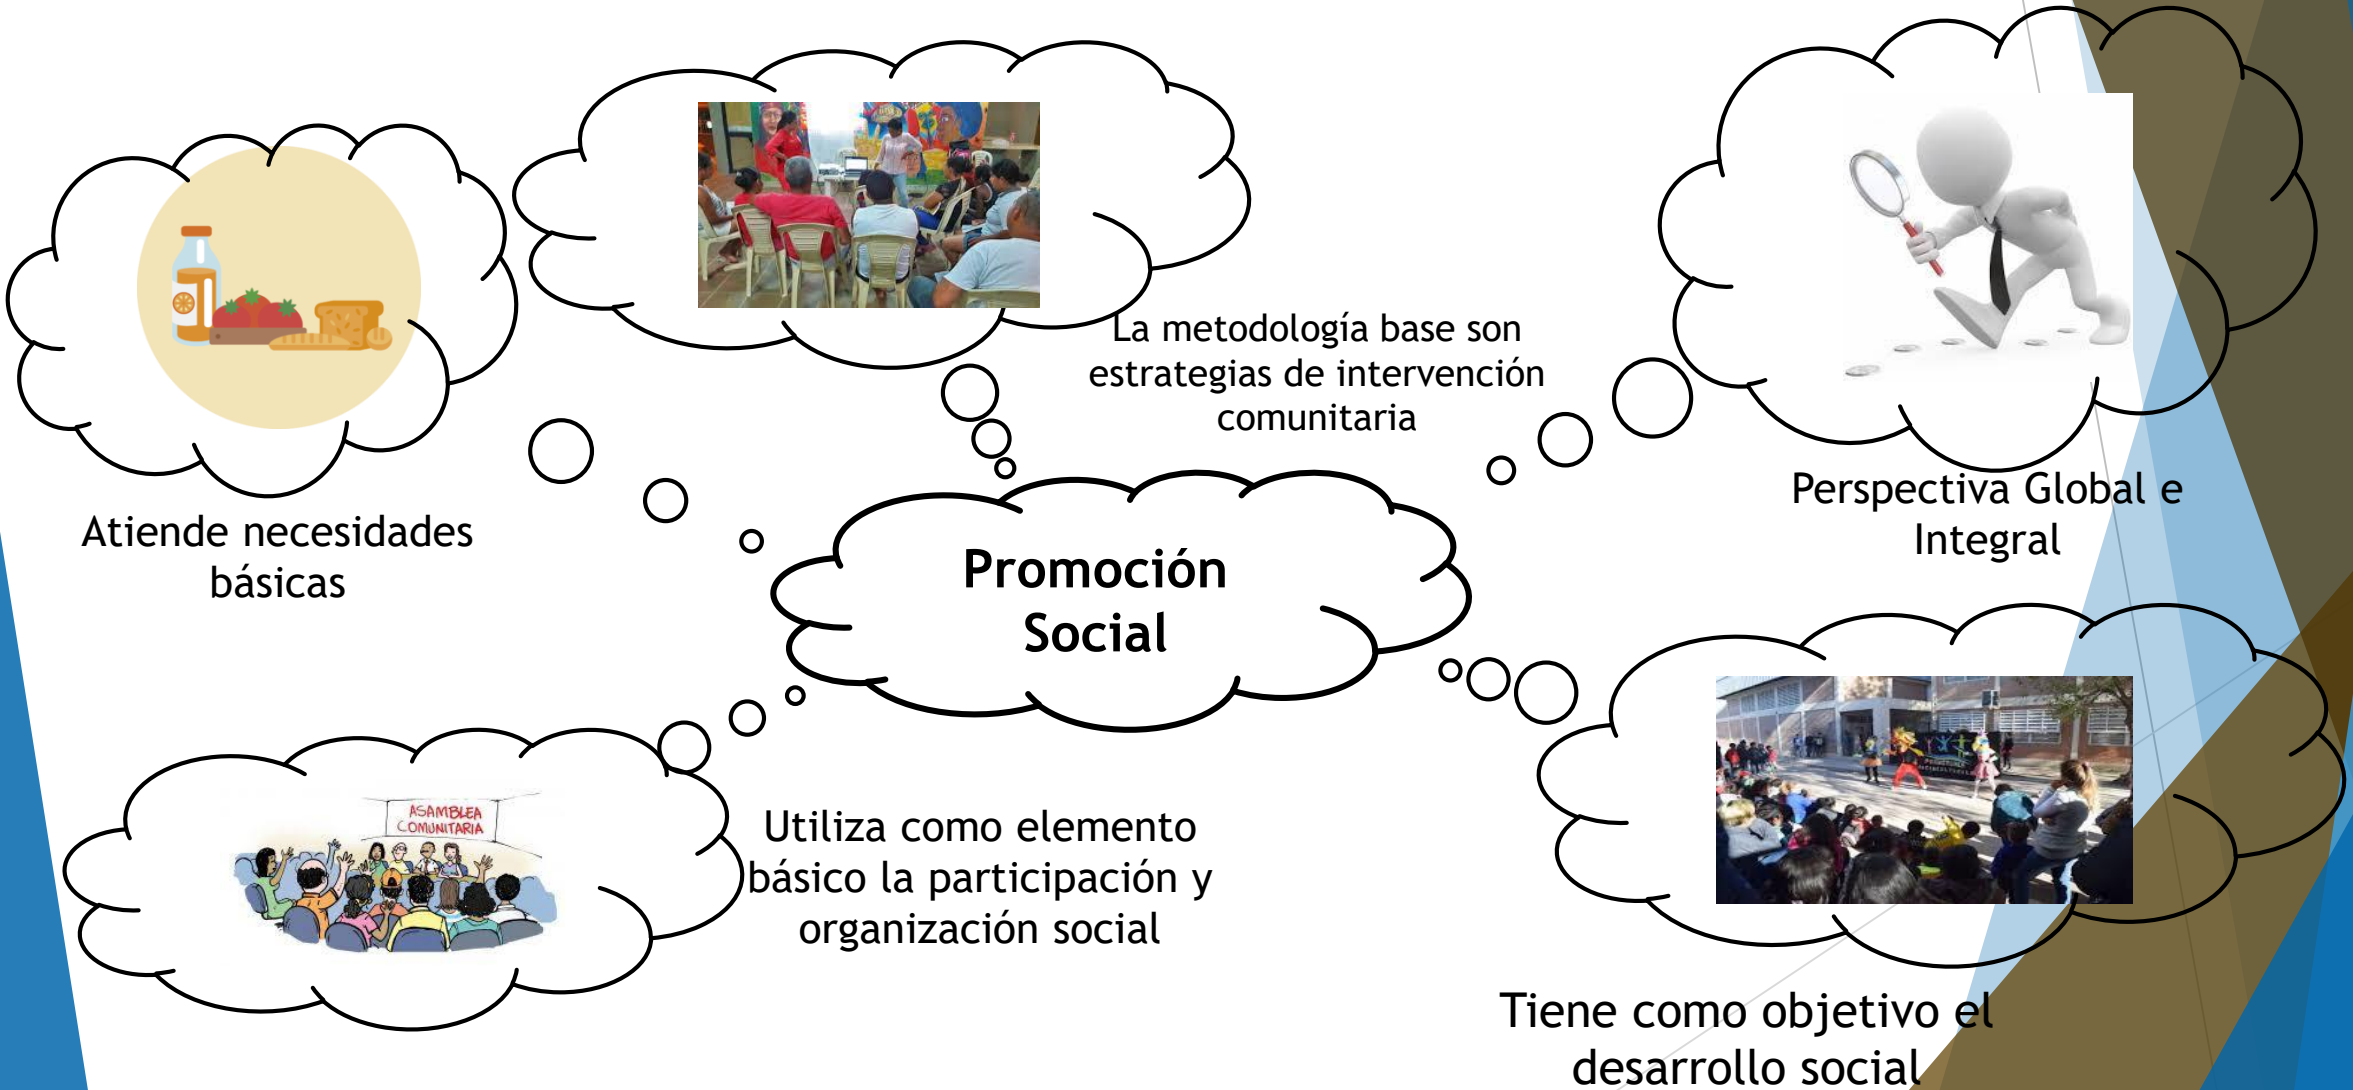 La metodología base son
estrategias de intervención
comunitaria
Perspectiva Global e
Integral
Atiende necesidades
básicas
Promoción
Social
ASAMBLEA
COMUNITARIA
Utiliza como elemento
básico la participación y
organización social
Tiene como objetivo el
desarrollo social